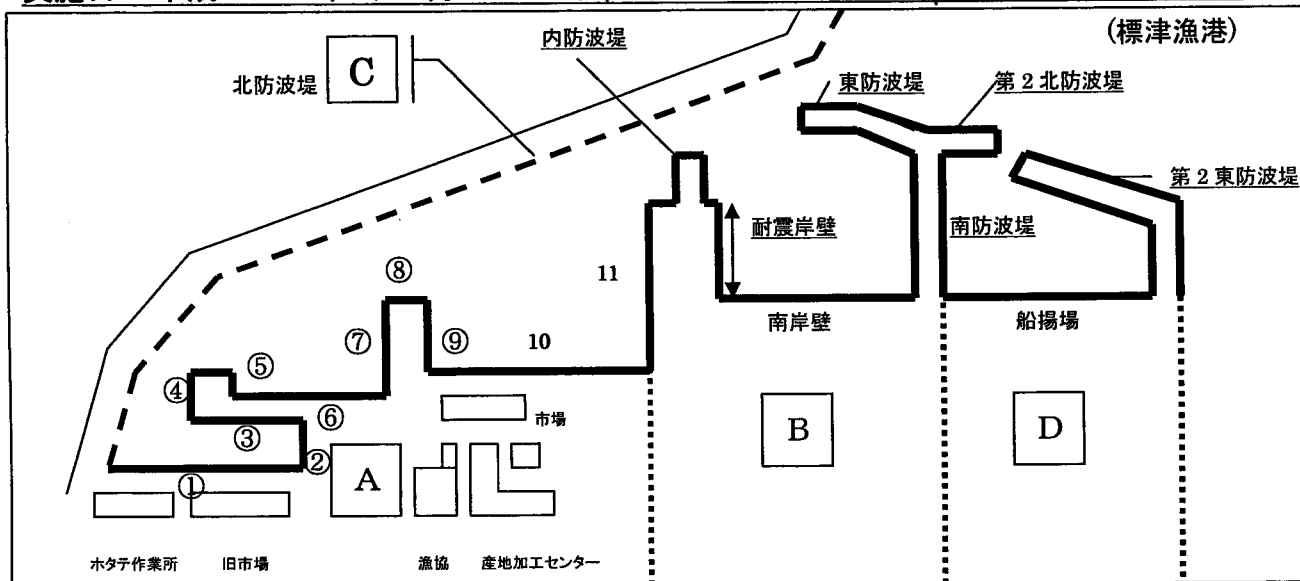 (標津漁港)
内防波堤
C
北防波堤
東防波堤
第2北防波堤
第2東防波堤
耐震岸壁
南防波堤
11
⑧
南岸壁
船揚場
⑦
⑨
10
⑤
④
⑥
市場
③
B
D
②
A
①
ホタテ作業所
旧市場
漁協
産地加工センター